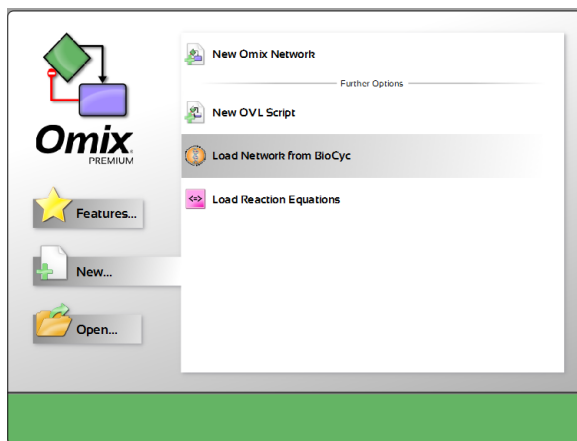 Omix
PREMIUM
Features...
New...
Open...
New Omix Network
Further Options
New OVL Script
Load Network from BioCyc
Load Reaction Equations